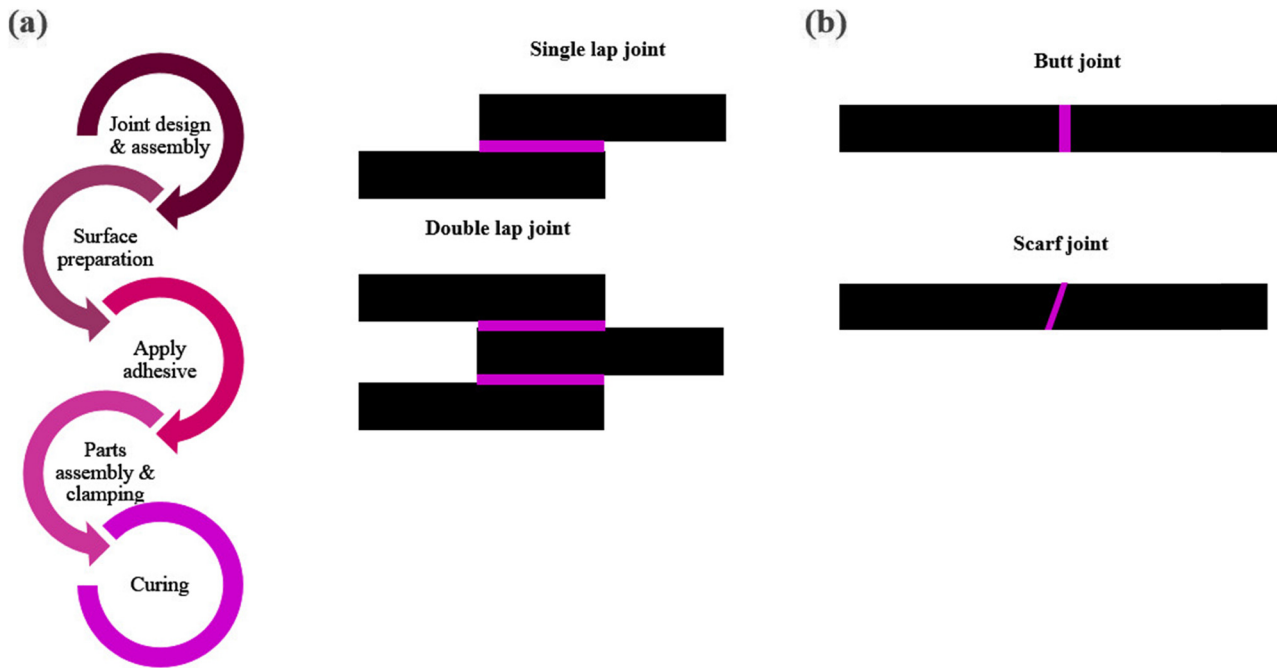 (a)
Joint design
& assembly
Surface
preparation
Apply
adhesive
Parts
assembly &
clamping
Curing
Single lap joint
Double lap joint
(b)
Butt joint
Scarf joint